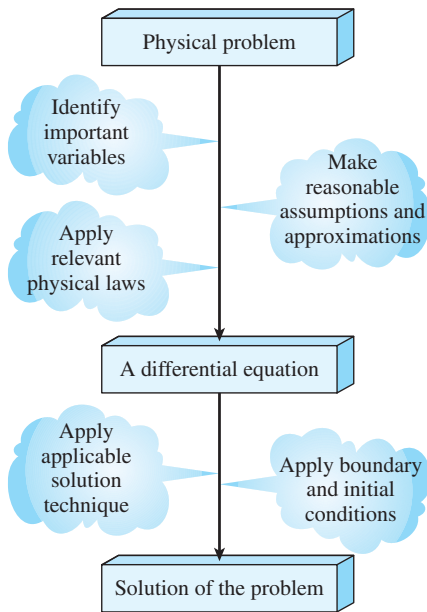 Physical problem
Identify
important
variables
Make
reasonable
assumptions and
approximations
Apply
relevant
physical laws
A differential equation
Apply
applicable
solution
technique
Apply boundary
and initial
conditions
Solution of the problem